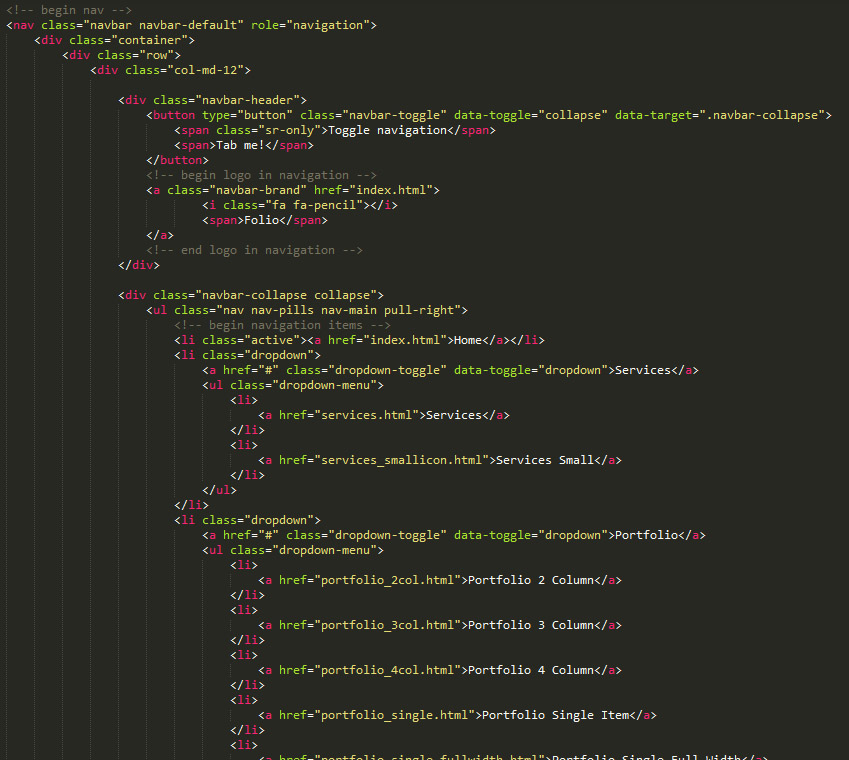 <!-- begin nav -->
<nav class="navbar navbar-default" role="navigation">
<div class="container">
<div class="row">
<div class="col-md-12">
<div class="navbar-header">
<button type="button" class="navbar-toggle" data-toggle="collapse" data-target=".navbar-collapse">
<span class="sr-only">Toggle navigation</span>
<span>Tab me!</span>
</button>
<!-- begin logo in navigation -->
<a class="navbar-brand" href="index.html">
<i class="fa fa-pencil"></i>
<span>Folio</span>
</a>
<!-- end logo in navigation -->
</div>
<div class="navbar-collapse collapse">
<ul class="nav nav-pills nav-main pull-right">
<!-- begin navigation items -->
<li class="active"><a href="index.html">Home</a></li>
<li class="dropdown">
<a href="#" class="dropdown-toggle" data-toggle="dropdown">Services</a>
<ul class="dropdown-menu">
<li>
<a href="services.html">Services</a>
</li>
<li>
<a href="services_smallicon.html">Services Small</a>
</li>
</ul>
</li>
<li class="dropdown">
<a href="#" class="dropdown-toggle" data-toggle="dropdown">Portfolio</a>
<ul class="dropdown-menu">
<li>
<a href="portfolio_2col.html">Portfolio 2 Column</a>
</li>
<li>
<a href="portfolio_3col.html">Portfolio 3 Column</a>
</li>
<li>
<a href="portfolio_4col.html">Portfolio 4 Column</a>
</li>
<li>
<a href="portfolio_single.html">Portfolio Single Item</a>
</li>
<li>
<a href="portfolio_single_fullwidth.html">Portfolio Single Full Width</a>